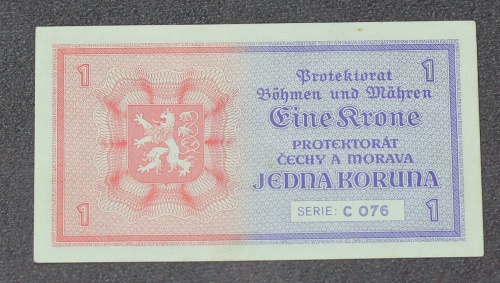 1
1
Protektorat
Böhmen und Mähren
Eine Krone
PROTEKTORÁT
ČECHY A MORAVA
JEDNA KORUNA
SERIE: C 076
1
1